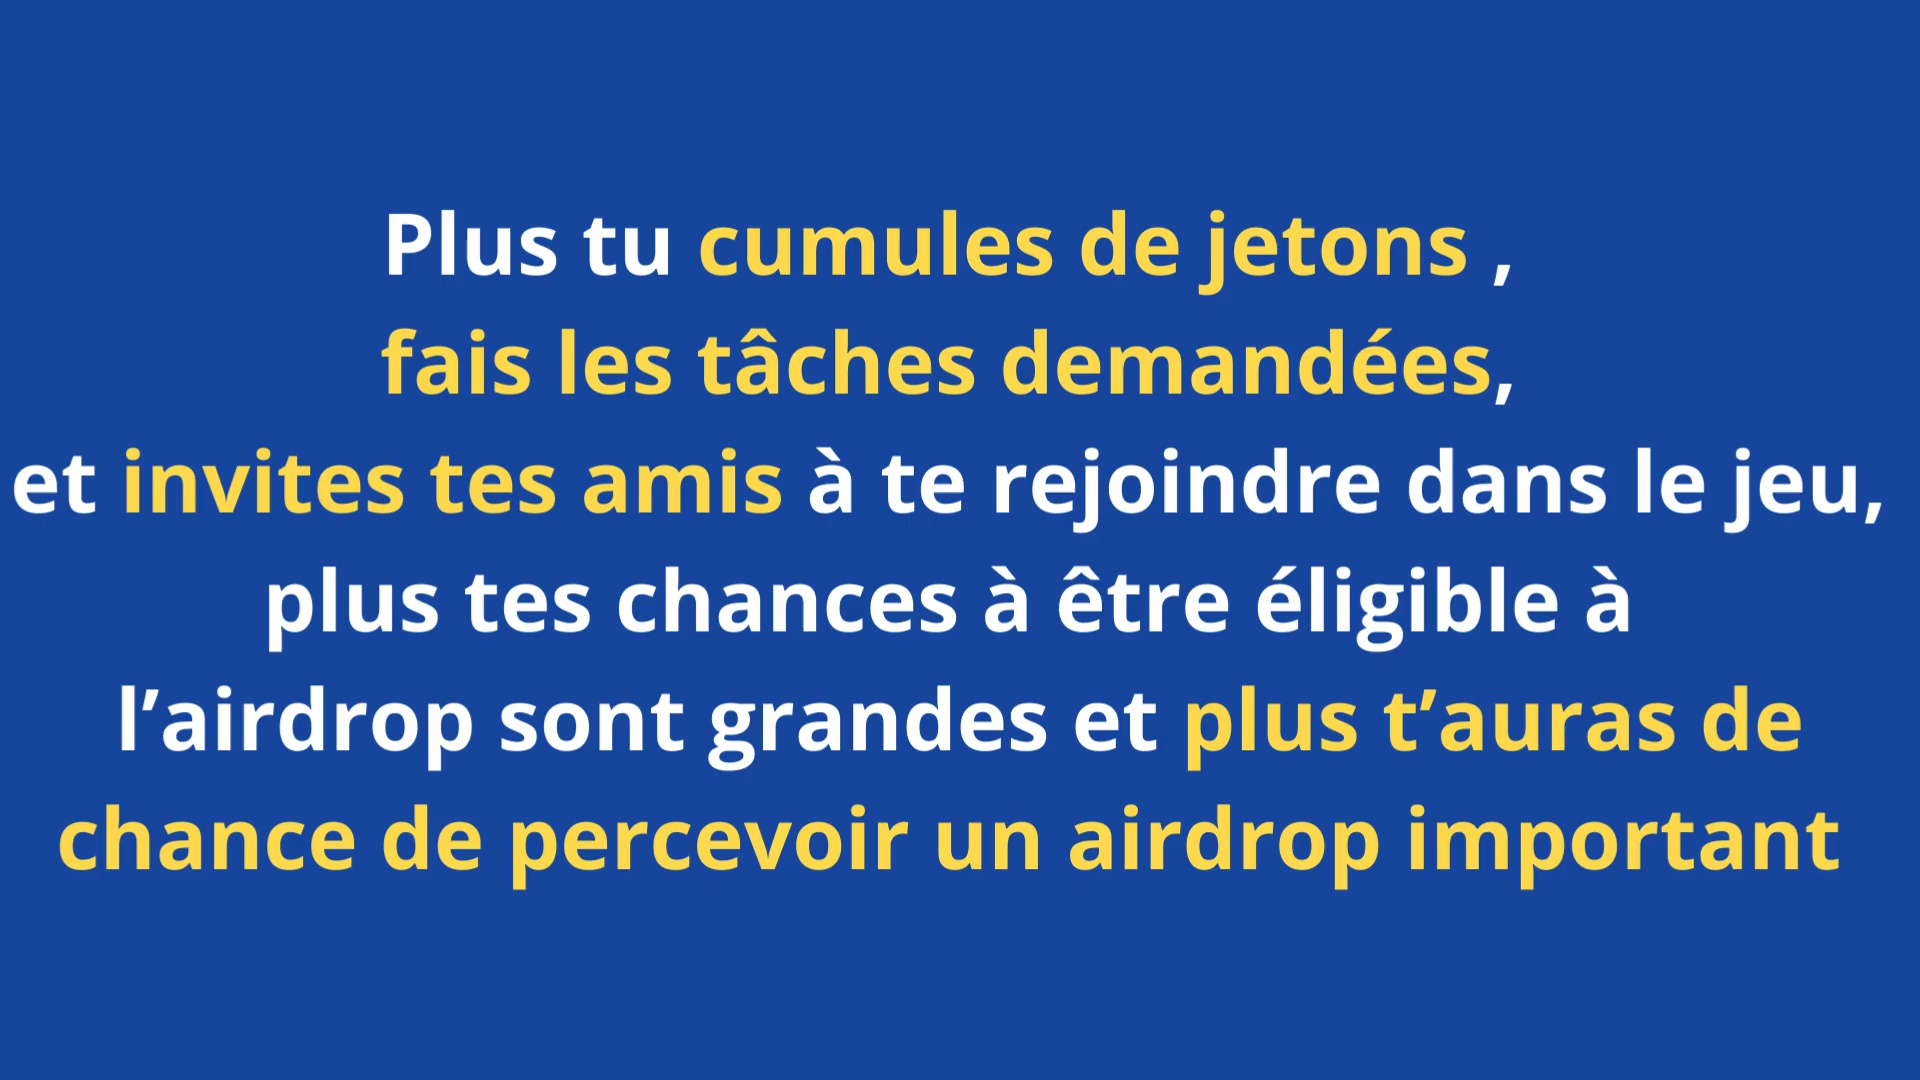 Plus tu cumules de jetons ,
fais les tâches demandées,
et invites tes amis à te rejoindre dans le jeu,
plus tes chances à être éligible à
l’airdrop sont grandes et plus t’auras de
chance de percevoir un airdrop important